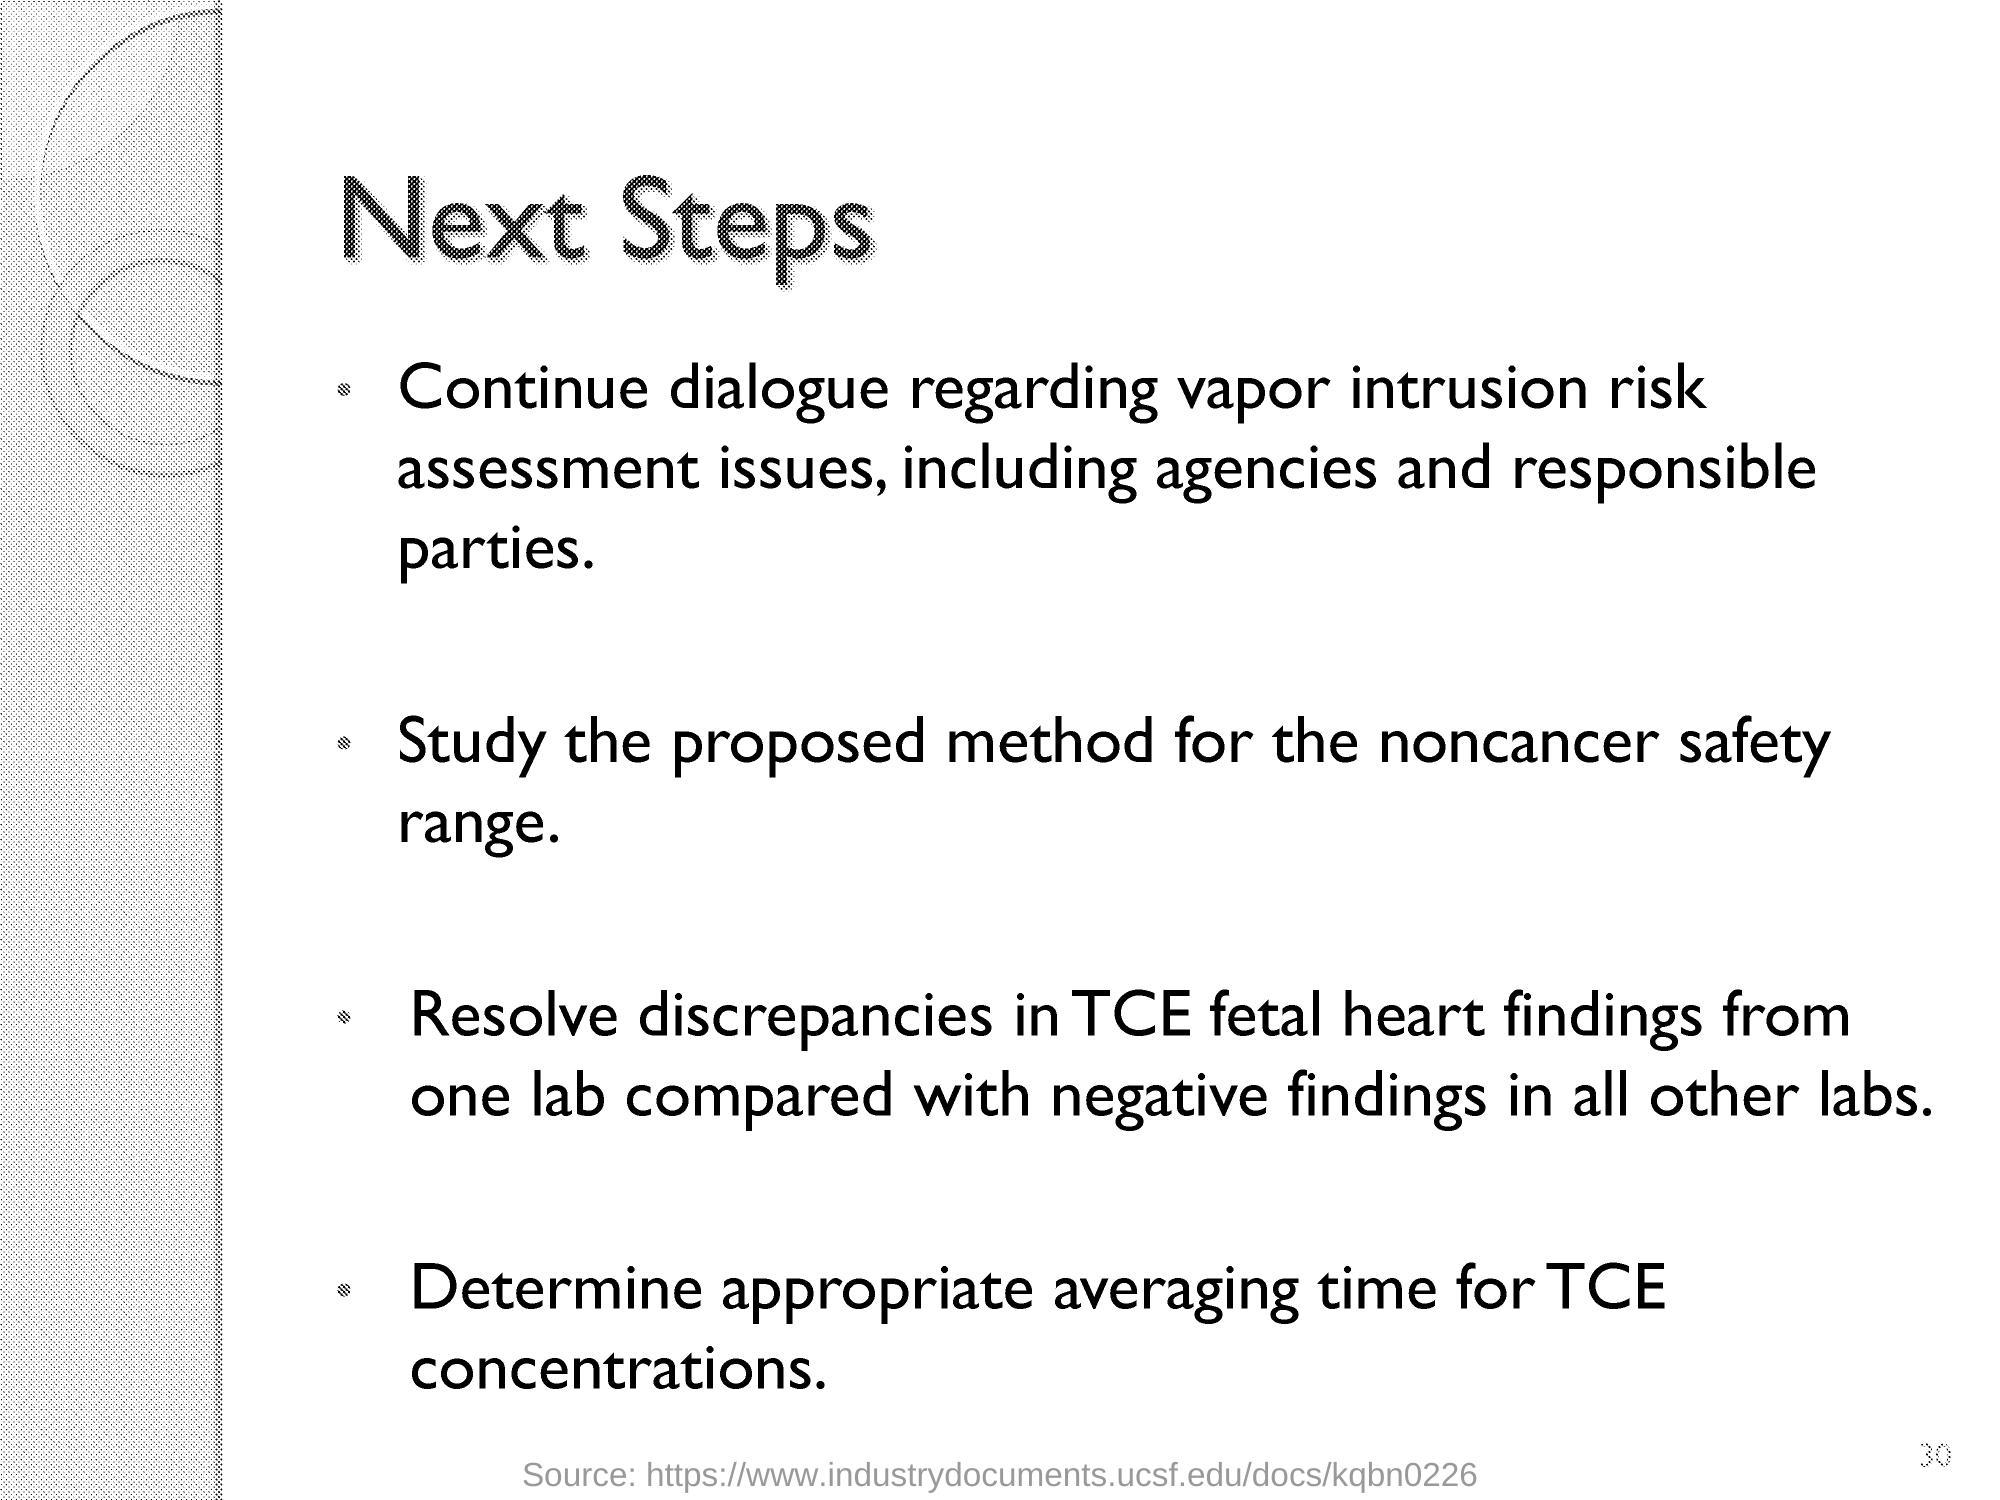 Next Steps
• Continue dialogue regarding vapor intrusion risk
assessment issues, including agencies and responsible
parties.
• Study the proposed method for the noncancer safety
range.
• Resolve discrepancies in TCE fetal heart findings from
one lab compared with negative findings in all other labs.
• Determine appropriate averaging time for TCE
concentrations.
30
Source: https://www.industrydocuments.ucsf.edu/docs/kqbn0226